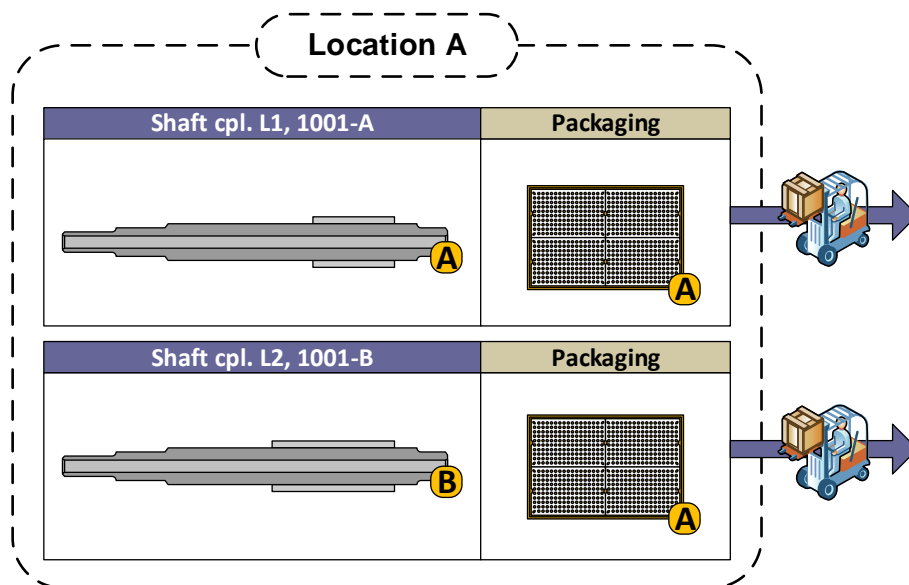 Location A
Shaft cpl. L1, 1001-A
Packaging
A
A
Shaft cpl. L2, 1001-B
Packaging
B
A